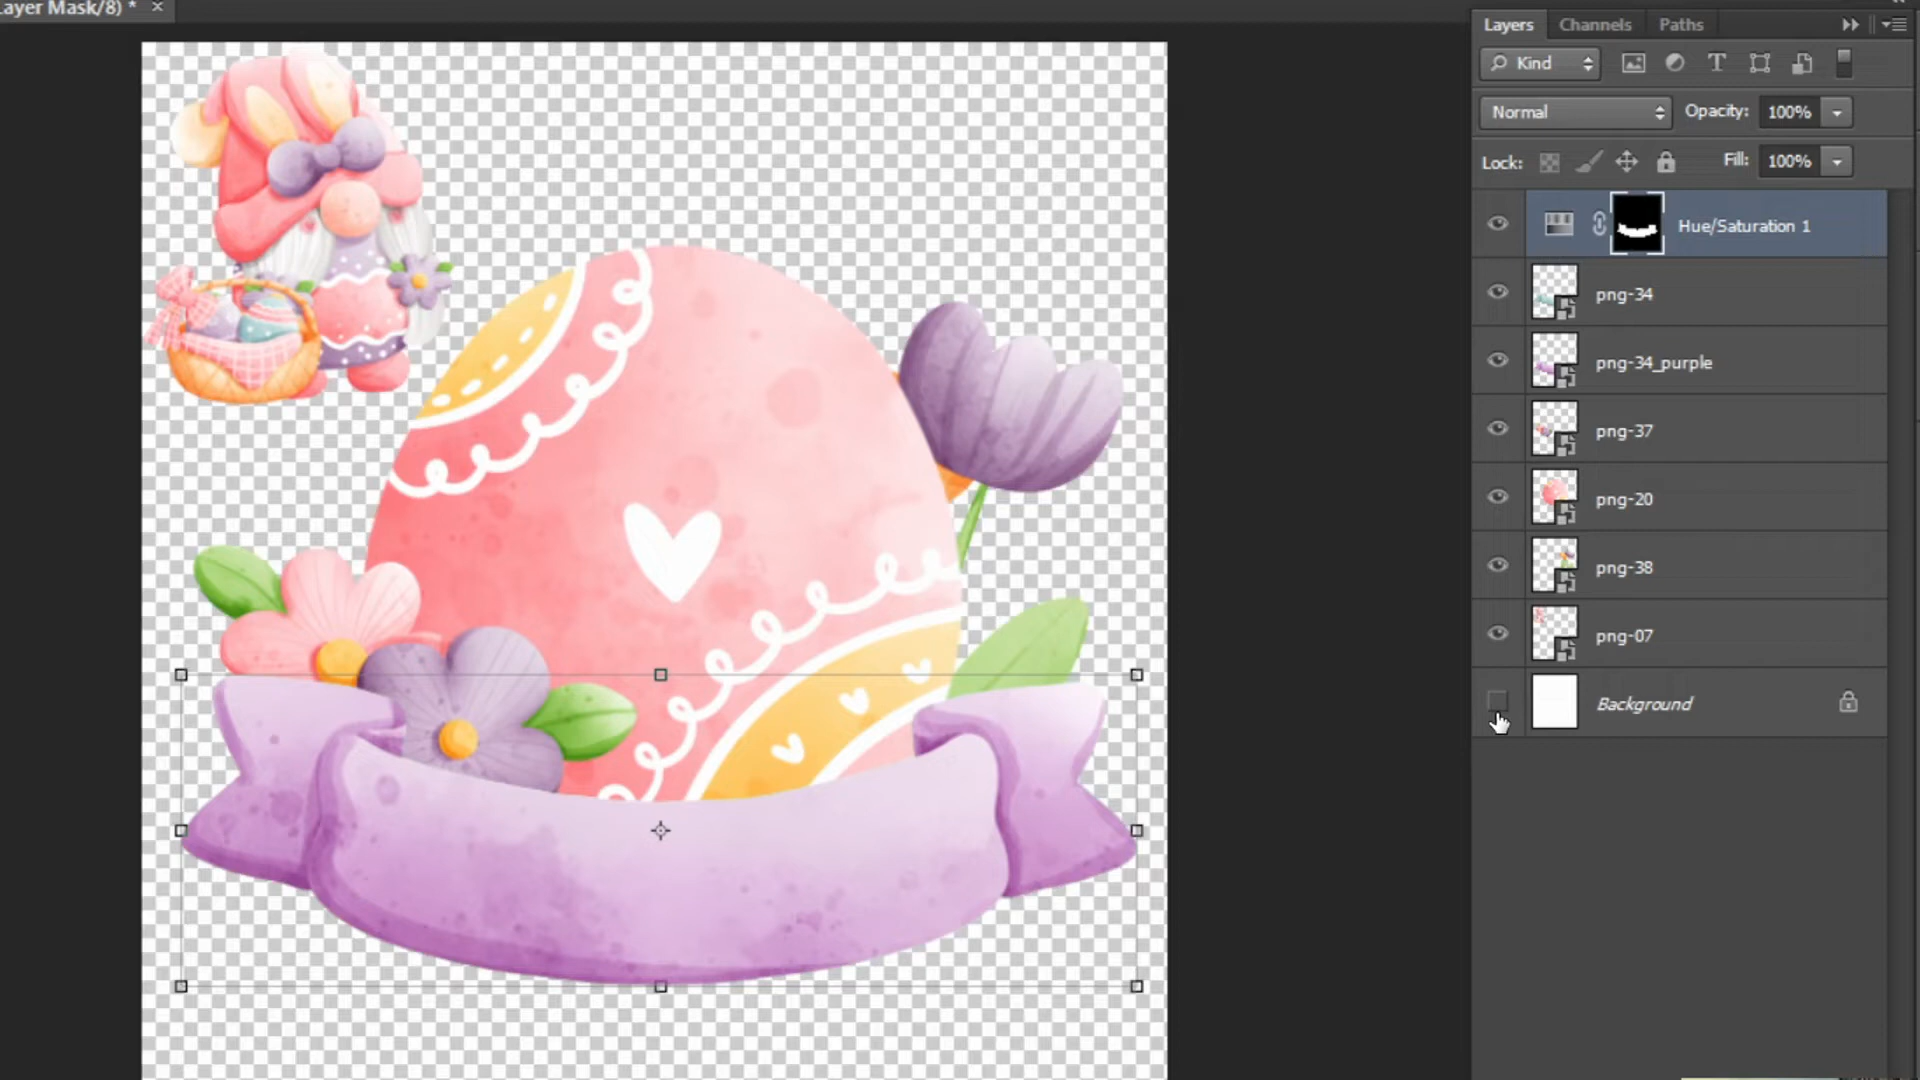 ayer Mask/8) * ×
Layers Channels Paths
Kind
Normal Opacity: 100%
Lock: Fill: 100%
Hue/Saturation 1
png-34
png-34_purple
png-37
png-20
png-38
png-07
Background